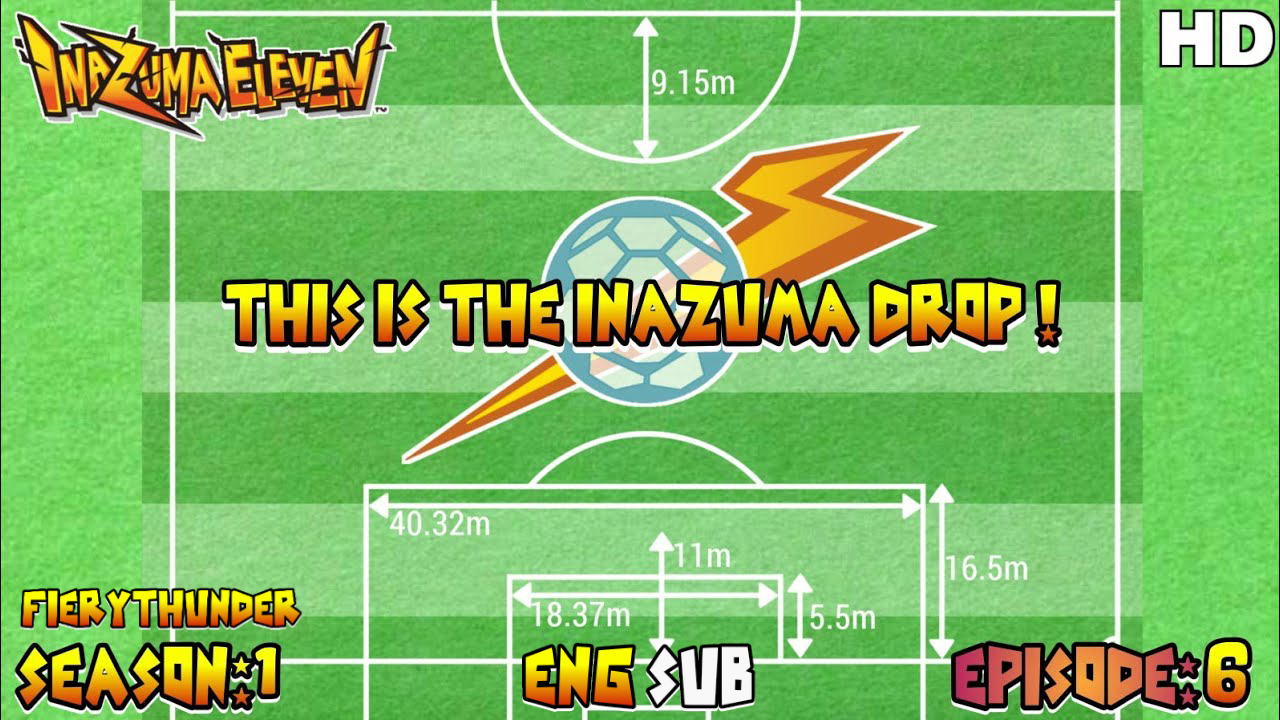 INAZUMA ELEVEN™
HD
9.15m
THIS IS THE INAZUMA DROP !
40.32m
11m
16.5m
18.37m
5.5m
FIERYTHUNDER
SEASON:1
ENG SUB
EPISODE:6